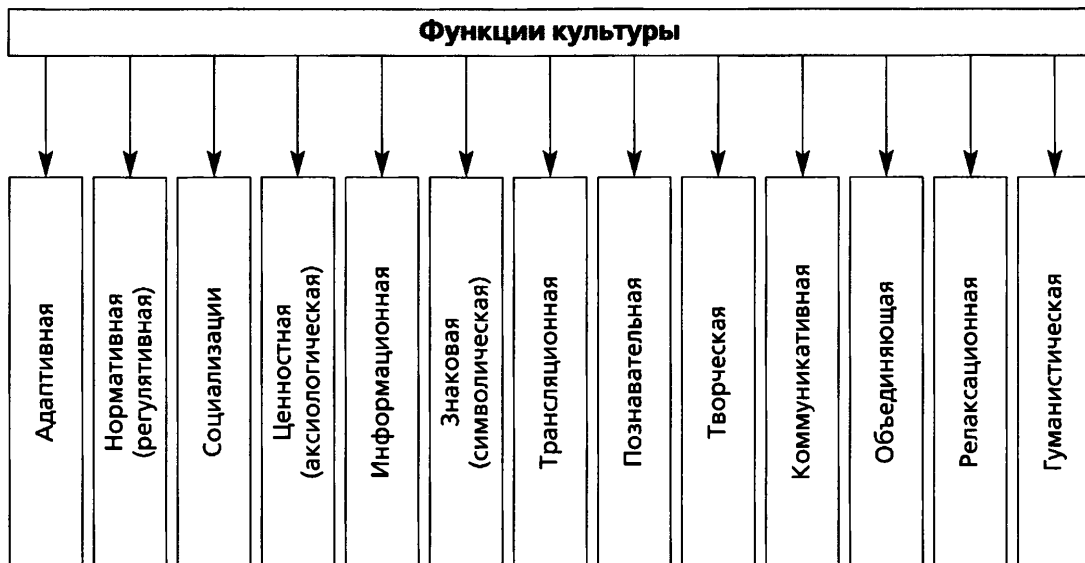 Функции культуры
Адаптивная
Нормативная
(регулятивная)
Социализации
Ценностная
(аксиологическая)
Информационная
Знаковая
(символическая)
Трансляционная
Познавательная
Творческая
Коммуникативная
Объединяющая
Релаксационная
Гуманистическая